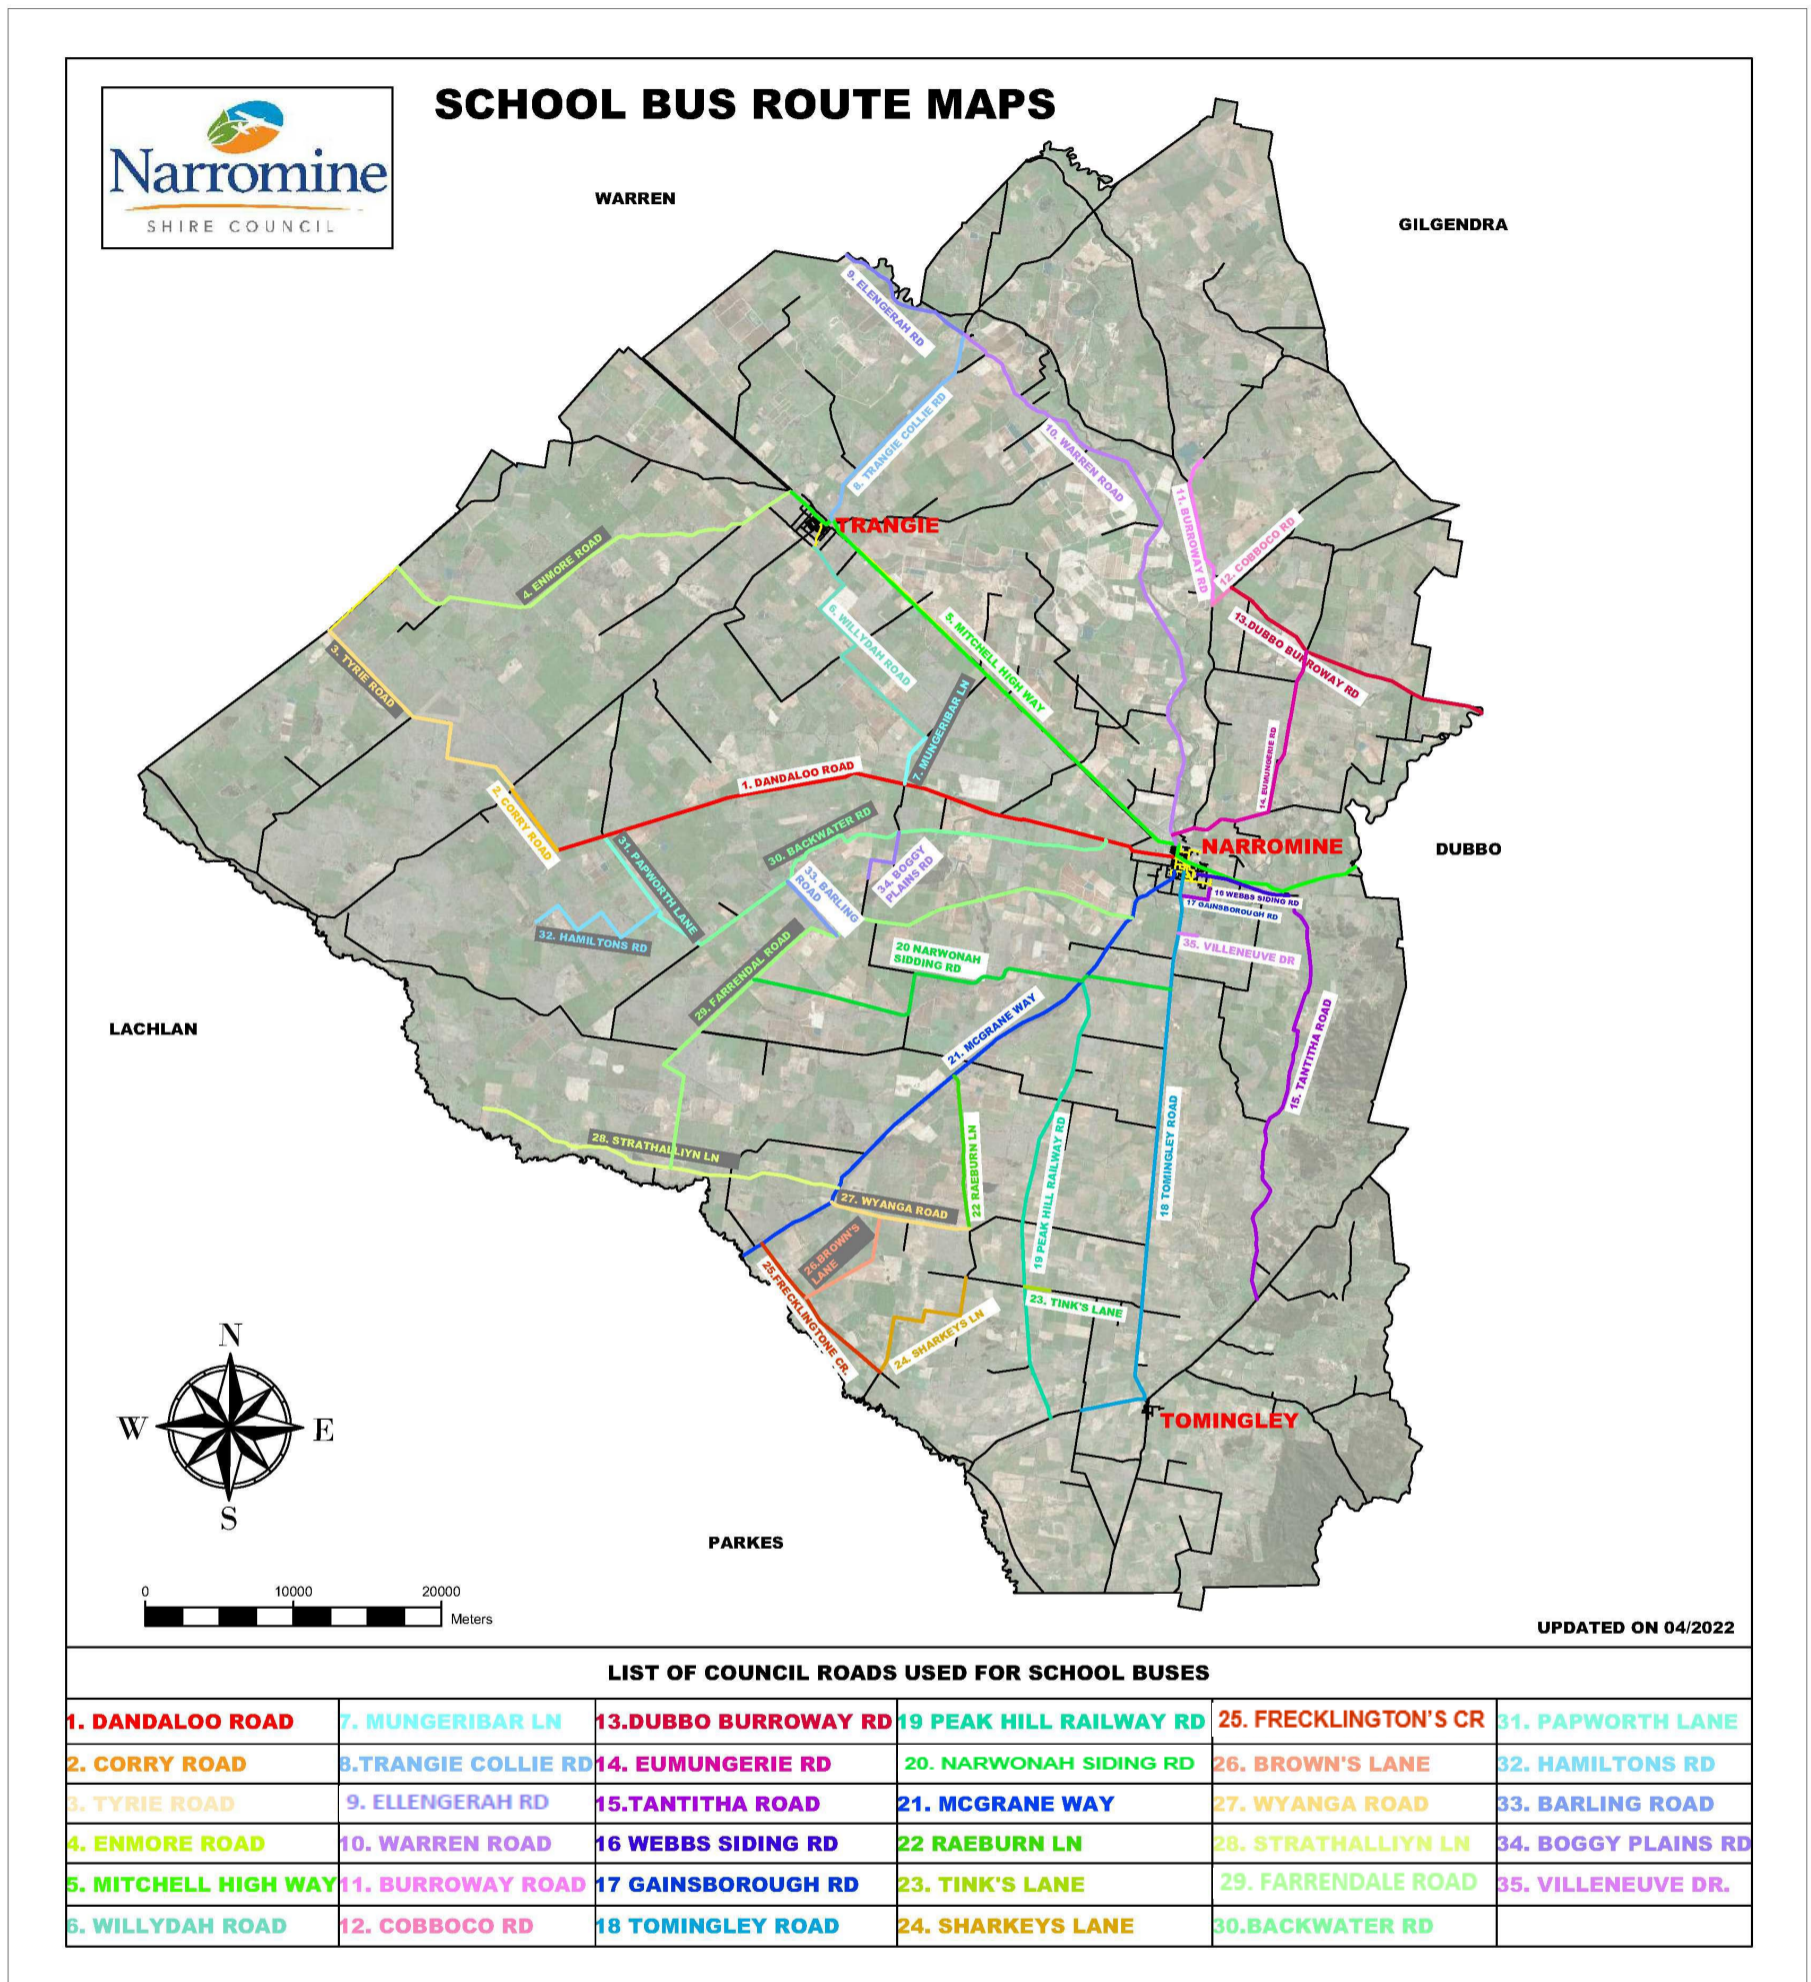 SCHOOL BUS ROUTE MAPS
Narromine
SHIRE COUNCIL
WARREN
GILGENDRA
9. ELENGERAH RD
8. TRANGIE COLLIE RD
10. WARREN ROAD
11. BURROWAY RD
12. COBBOCO RD
TRANGIE
4. ENMORE ROAD
13.DUBBO BURROWAY RD
5. MITCHELL HIGH WAY
6. WILLYDAH ROAD
3. TYRIE ROAD
7. MUNGERIBAR LN
14. EUMUNGERIE RD
1. DANDALOO ROAD
2. CORRY ROAD
30. BACKWATER RD
31. PAPWORTH LANE
NARROMINE
DUBBO
34. BOGGY
PLAINS RD
33. BARLING
ROAD
16 WEBBS SIDING RD
17 GAINSBOROUGH RD
32. HAMILTONS RD
35. VILLENEUVE DR
20 NARWONAH
SIDDING RD
29. FARRENDAL ROAD
21. MCGRANE WAY
15. TANTITHA ROAD
LACHLAN
18 TOMINGLEY ROAD
19 PEAK HILL RAILWAY RD
22 RAEBURN LN
28. STRATHALLIYN LN
27. WYANGA ROAD
26.BROWN'S
LANE
25.FRECKLINGTONE CR.
23. TINK'S LANE
24. SHARKEYS LN
TOMINGLEY
N
W
E
S
PARKES
0 10000 20000
Meters
UPDATED ON 04/2022
LIST OF COUNCIL ROADS USED FOR SCHOOL BUSES
1. DANDALOO ROAD 7. MUNGERIBAR LN 13.DUBBO BURROWAY RD 19 PEAK HILL RAILWAY RD 25. FRECKLINGTON'S CR 31. PAPWORTH LANE
2. CORRY ROAD 8.TRANGIE COLLIE RD 14. EUMUNGERIE RD 20. NARWONAH SIDING RD 26. BROWN'S LANE 32. HAMILTONS RD
3. TYRIE ROAD 9. ELLENGERAH RD 15.TANTITHA ROAD 21. MCGRANE WAY 27. WYANGA ROAD 33. BARLING ROAD
4. ENMORE ROAD 10. WARREN ROAD 16 WEBBS SIDING RD 22 RAEBURN LN 28. STRATHALLIYN LN 34. BOGGY PLAINS RD
5. MITCHELL HIGH WAY 11. BURROWAY ROAD 17 GAINSBOROUGH RD 23. TINK'S LANE 29. FARRENDALE ROAD 35. VILLENEUVE DR.
6. WILLYDAH ROAD 12. COBBOCO RD 18 TOMINGLEY ROAD 24. SHARKEYS LANE 30.BACKWATER RD